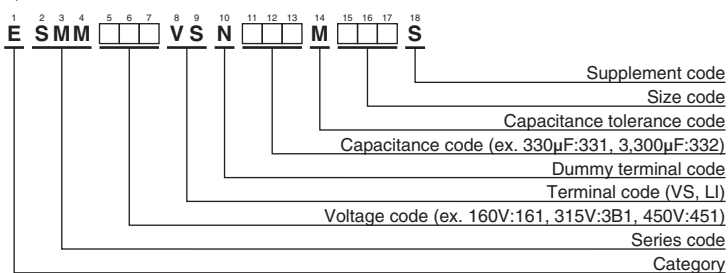 1 2 3 4 5 6 7 8 9 10 11 12 13 14 15 16 17 18
E SMM □□□ VS N □□□ M □□□ S
Supplement code
Size code
Capacitance tolerance code
Capacitance code (ex. 330µF:331, 3,300µF:332)
Dummy terminal code
Terminal code (VS, LI)
Voltage code (ex. 160V:161, 315V:3B1, 450V:451)
Series code
Category